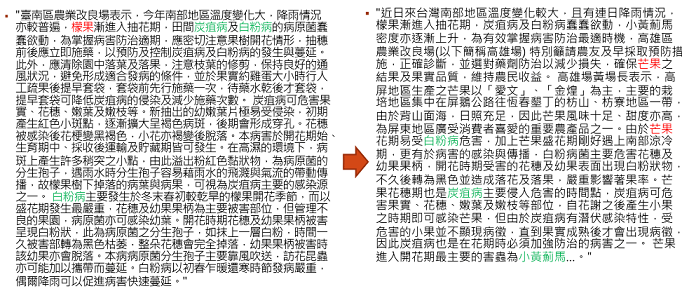 "臺南區農業改良場表示，今年南部地區溫度變化大，降雨情況
亦較普遍，檬果漸進入抽花期，田間炭疽病及白粉病的病原菌蠢
蠢欲動，為掌握病害防治適期，應密切注意果樹開花情形，抽穗
前後應立即施藥，以預防及控制炭疽病及白粉病的發生與蔓延。
此外，應清除園中落葉及落果，注意枝葉的修剪，保持良好的通
風狀況，避免形成適合發病的條件，並於果實約雞蛋大小時行人
工疏果後提早套袋，套袋前先行施藥一次，待藥水乾後才套袋，
提早套袋可降低炭疽病的侵染及減少施藥次數。 炭疽病可危害果
實、花穗、嫩葉及嫩枝等，新抽出的幼嫩葉片極易受侵染，初期
產生紅色小斑點，逐漸擴大呈褐色病斑，後期會形成穿孔。花穗
被感染後花梗變黑褐色，小花亦褐變後脫落。本病害於開花期始
生育期中、採收後運輸及貯藏期皆可發生。在高濕的環境下，病
斑上產生許多稍突之小點，由此溢出粉紅色黏狀物，為病原菌的
分生孢子，遇雨水時分生孢子容易藉雨水的飛濺與氣流的帶動傳
播，故檬果樹下掉落的病葉與病果，可視為炭疽病主要的感染源
之一。 白粉病主要發生於冬末春初較乾旱的檬果開花季節，而以
盛花期發生最嚴重，花穗及幼果果柄為主要被害部位，但管理不
良的果園，病原菌亦可感染幼葉。開花時期花穗及幼果果柄被害
呈現白粉狀，此為病原菌之分生孢子，如抹上一層白粉，時間一
久被害部轉為黑色枯萎，整朵花穗會完全掉落，幼果果柄被害時
該幼果亦會脫落。本病病原菌分生孢子主要靠風吹送，訪花昆蟲
亦可能加以攜帶而蔓延。白粉病以初春乍暖還寒時節發病嚴重，
偶爾降雨可以促進病害快速蔓延。"
"近日來台灣南部地區溫度變化較大，且有連日降雨情況，
檬果漸進入抽花期，炭疽病及白粉病蠢蠢欲動，小黃薊馬
密度亦逐漸上升，為有效掌握病害防治最適時機，高雄區
農業改良場(以下簡稱高雄場) 特別籲請農友及早採取預防措
施，正確診斷，並選對藥劑防治以減少損失，確保芒果之
結果及果實品質，維持農民收益。 高雄場黃場長表示，高
屏地區生產之芒果以「愛文」、「金煌」為主，主要的栽
培地區集中在屏鵝公路往恆春墾丁的枋山、枋寮地區一帶，
由於背山面海，日照充足，因此芒果風味十足、甜度亦高，
為屏東地區廣受消費者喜愛的重要農產品之一。由於芒果
花期易受白粉病危害，加上芒果盛花期剛好遇上南部涼冷
期，更有於病害的感染與傳播，白粉病菌主要危害花穗及
幼果果柄，開花時期受害的花穗及幼果表面出現白粉狀物，
不久後轉為黑色並造成落花及落果，嚴重影響著果率。芒
果花穗期也是炭疽病主要侵入危害的時間點，炭疽病可危
害果實、花穗、嫩葉及嫩枝等部位，自花謝之後產生小果
之時期即可感染芒果，但由於炭疽病有潛伏感染特性，受
危害的小果並不顯現病徵，直到果實成熟後才會出現病徵，
因此炭疽病也是在花期時必須加強防治的病害之一。 芒果
進入開花期最主要的害蟲為小黃薊馬...。"